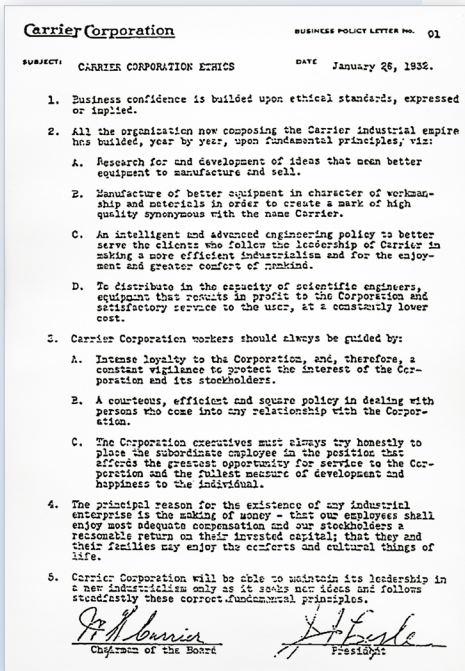 Carrier Corporation
BUSINESS POLICY LETTER NO. 01
SUBJECT: CARRIER CORPORATION ETHICS DATE January 26, 1932.
1. Business confidence is builded upon ethical standards, expressed
or implied.
2. All the organization now composing the Carrier industrial empire
has builded, year by year, upon fundamental principles, viz:
A. Research for and development of ideas that mean better
equipment to manufacture and sell.
B. Manufacture of better equipment in character of workman-
ship and materials in order to create a mark of high
quality synonymous with the name Carrier.
C. An intelligent and advanced engineering policy to better
serve the clients who follow the leadership of Carrier in
making a more efficient industrialism and for the enjoy-
ment and greater comfort of mankind.
D. To distribute in the capacity of scientific engineers,
equipment that results in profit to the Corporation and
satisfactory service to the user, at a constantly lower
cost.
3. Carrier Corporation workers should always be guided by:
A. Intense loyalty to the Corporation, and, therefore, a
constant vigilance to protect the interest of the Cor-
poration and its stockholders.
B. A courteous, efficient and square policy in dealing with
persons who come into any relationship with the Corpor-
ation.
C. The Corporation executives must always try honestly to
place the subordinate employee in the position that
affords the greatest opportunity for service to the Cor-
poration and the fullest measure of development and
happiness to the individual.
4. The principal reason for the existence of any industrial
enterprise is the making of money - that our employees shall
enjoy most adequate compensation and our stockholders a
reasonable return on their invested capital; that they and
their families may enjoy the comforts and cultural things of
life.
5. Carrier Corporation will be able to maintain its leadership in
a new industrialism only as it seeks new ideas and follows
steadfastly these correct fundamental principles.
Carrier
Chairman of the Board President